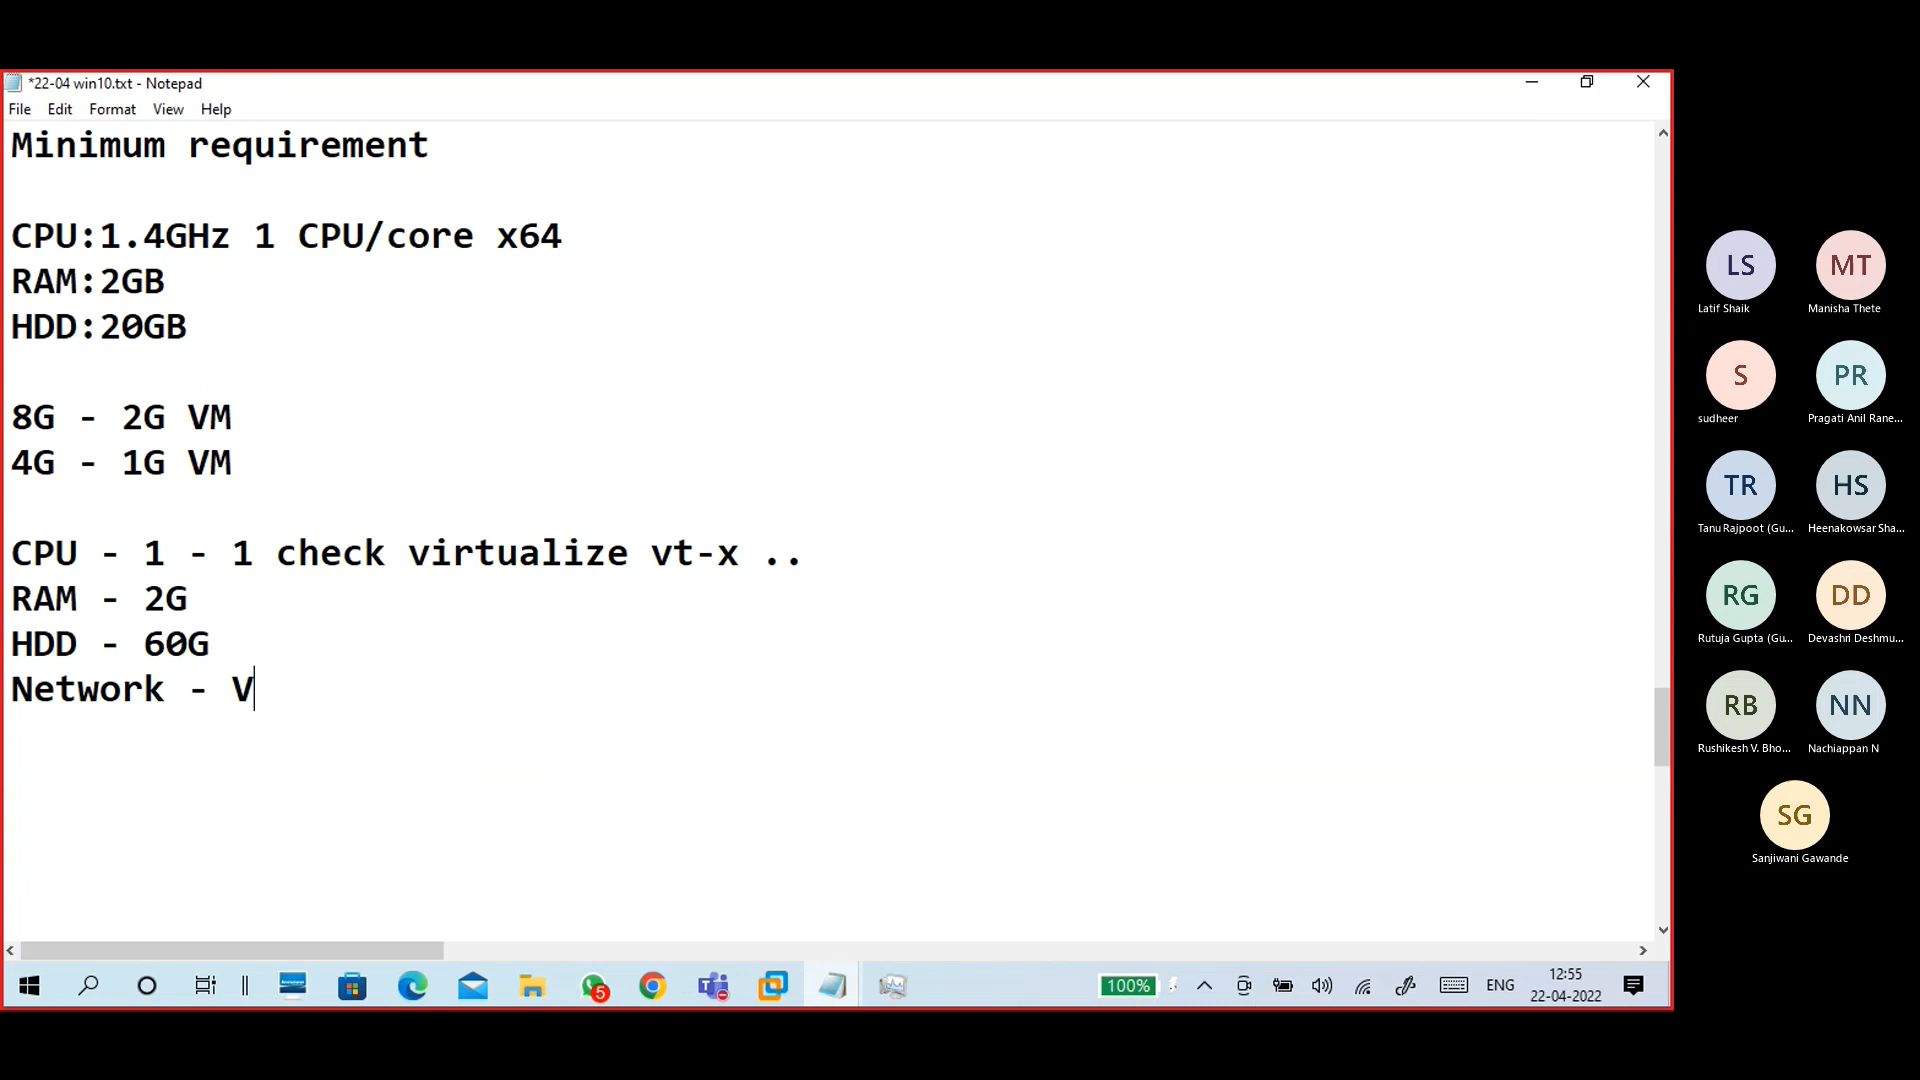 *22-04 win10.txt - Notepad
File Edit Format View Help
Minimum requirement
CPU:1.4GHz 1 CPU/core x64
RAM:2GB
HDD:20GB
8G - 2G VM
4G - 1G VM
CPU - 1 - 1 check virtualize vt-x ..
RAM - 2G
HDD - 60G
Network - V
LS MT
Latif Shaik Manisha Thete
S PR
sudheer Pragati Anil Rane...
TR HS
Tanu Rajpoot (Gu... Heenakowsar Sha...
RG DD
Rutuja Gupta (Gu... Devashri Deshmu...
RB NN
Rushikesh V. Bho... Nachiappan N
SG
Sanjiwani Gawande
5 100% ENG 12:55
22-04-2022